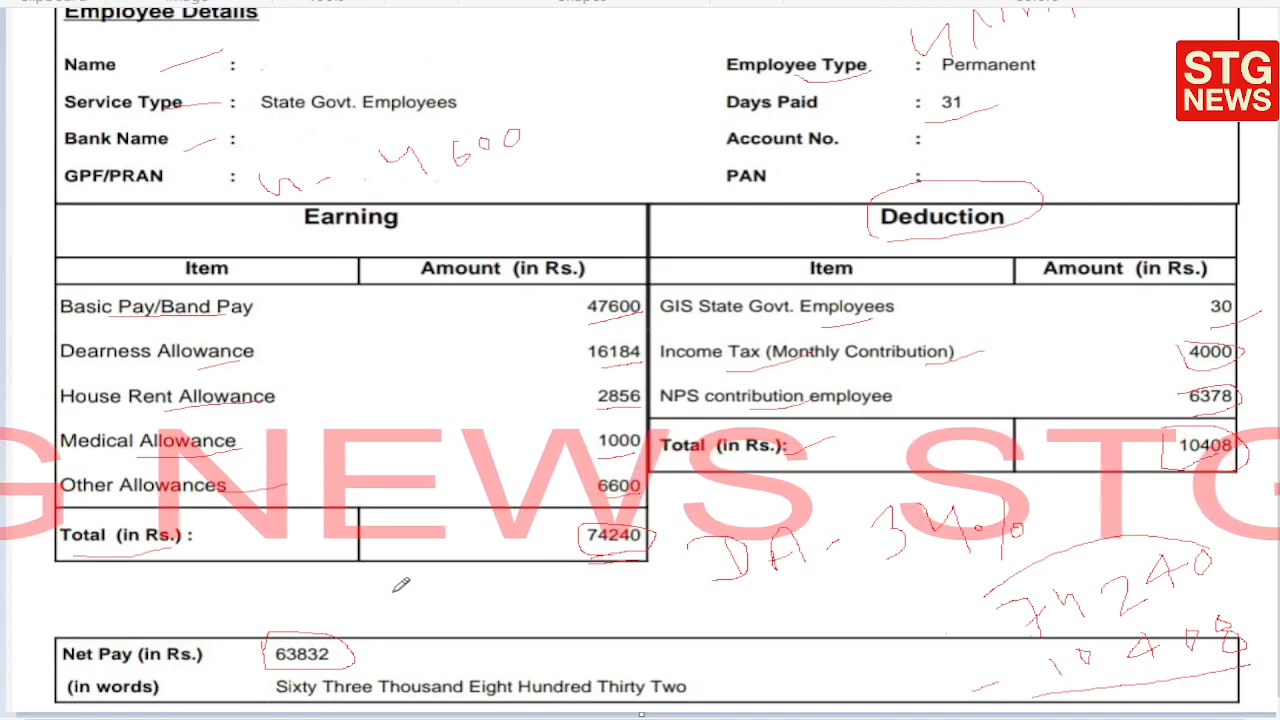 Employee Details
Name :
Employee Type : Permanent
Service Type : State Govt. Employees
Days Paid : 31
Bank Name :
Account No. :
GPF/PRAN :
PAN :
4600
STG
NEWS
Earning
Deduction
Item Amount (in Rs.)
Item Amount (in Rs.)
Basic Pay/Band Pay 47600
GIS State Govt. Employees 30
Dearness Allowance 16184
Income Tax (Monthly Contribution) 4000
House Rent Allowance 2856
NPS contribution employee 6378
Medical Allowance 1000
Total (in Rs.): 10408
Other Allowances 6600
Total (in Rs.) : 74240
G NEWS STG
DA - 34%
74240
10408
Net Pay (in Rs.) 63832
(in words) Sixty Three Thousand Eight Hundred Thirty Two